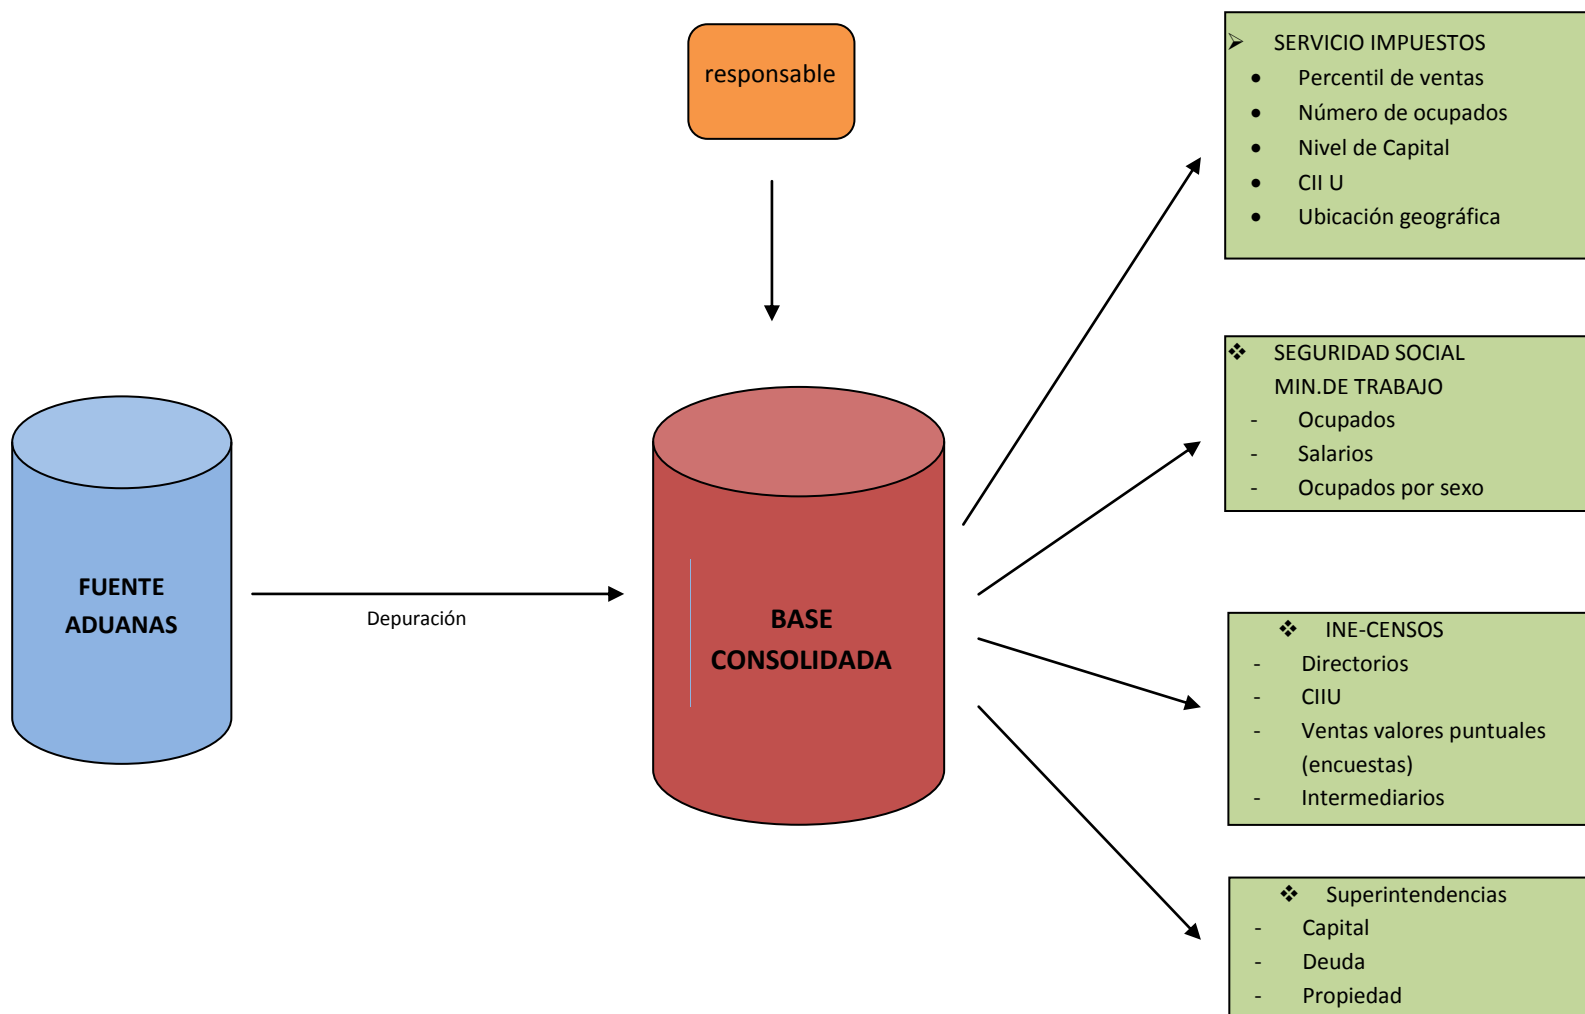 responsable
SERVICIO IMPUESTOS
Percentil de ventas
Número de ocupados
Nivel de Capital
CII U
Ubicación geográfica
SEGURIDAD SOCIAL
MIN.DE TRABAJO
- Ocupados
- Salarios
- Ocupados por sexo
FUENTE
ADUANAS
Depuración
BASE
CONSOLIDADA
INE-CENSOS
- Directorios
- CIIU
- Ventas valores puntuales
(encuestas)
- Intermediarios
Superintendencias
- Capital
- Deuda
- Propiedad